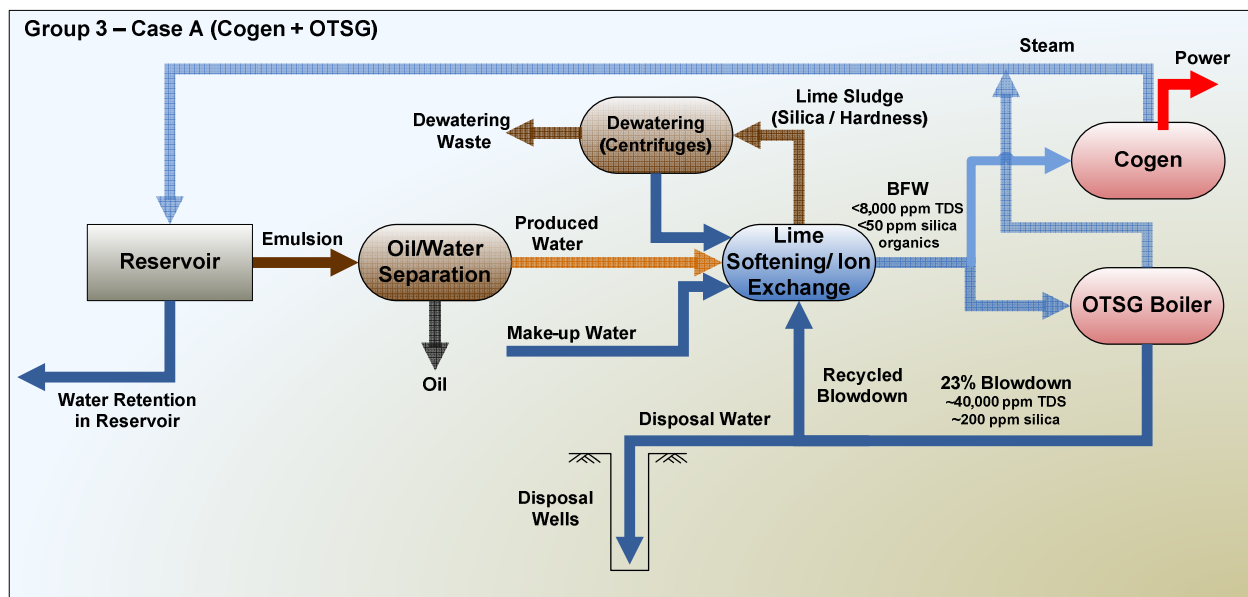 Group 3 – Case A (Cogen + OTSG)
Steam
Power
Lime Sludge
(Silica / Hardness)
Dewatering
Waste
Dewatering
(Centrifuges)
Cogen
BFW
<8,000 ppm TDS
<50 ppm silica
organics
Reservoir
Emulsion
Oil/Water
Separation
Produced
Water
Lime
Softening/ Ion
Exchange
OTSG Boiler
Make-up Water
Oil
Water Retention
in Reservoir
Recycled
Blowdown
23% Blowdown
~40,000 ppm TDS
~200 ppm silica
Disposal Water
Disposal
Wells